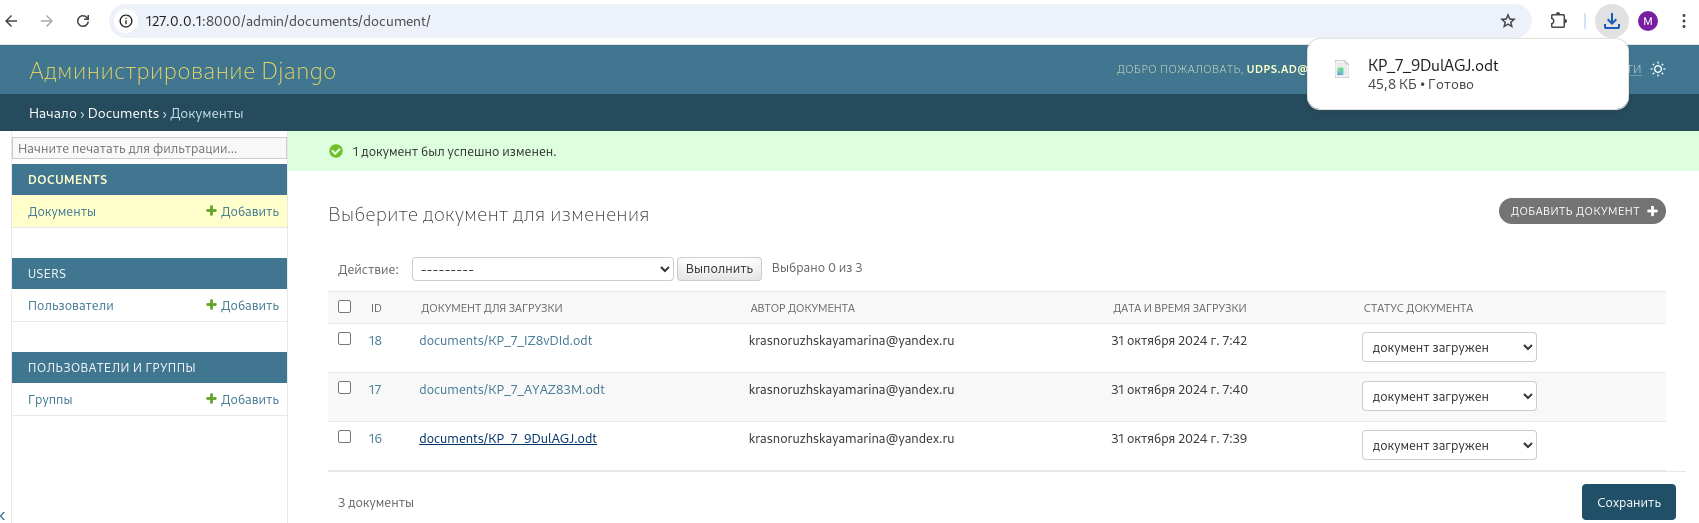 127.0.0.1:8000/admin/documents/document/
M
Администрирование Django
ДОБРО ПОЖАЛОВАТЬ, UDPS.AD@
KP_7_9DulAGJ.odt
45,8 КБ • Готово
Начало › Documents › Документы
Начните печатать для фильтрации...
1 документ был успешно изменен.
DOCUMENTS
Документы
Добавить
USERS
Пользователи
Добавить
ПОЛЬЗОВАТЕЛИ И ГРУППЫ
Группы
Добавить
Выберите документ для изменения
ДОБАВИТЬ ДОКУМЕНТ
Действие: --------- Выполнить Выбрано 0 из 3
ID ДОКУМЕНТ ДЛЯ ЗАГРУЗКИ АВТОР ДОКУМЕНТА ДАТА И ВРЕМЯ ЗАГРУЗКИ СТАТУС ДОКУМЕНТА
18 documents/KP_7_IZ8vDId.odt krasnoruzhskayamarina@yandex.ru 31 октября 2024 г. 7:42 документ загружен
17 documents/KP_7_AYAZ83M.odt krasnoruzhskayamarina@yandex.ru 31 октября 2024 г. 7:40 документ загружен
16 documents/KP_7_9DulAGJ.odt krasnoruzhskayamarina@yandex.ru 31 октября 2024 г. 7:39 документ загружен
3 документы
Сохранить